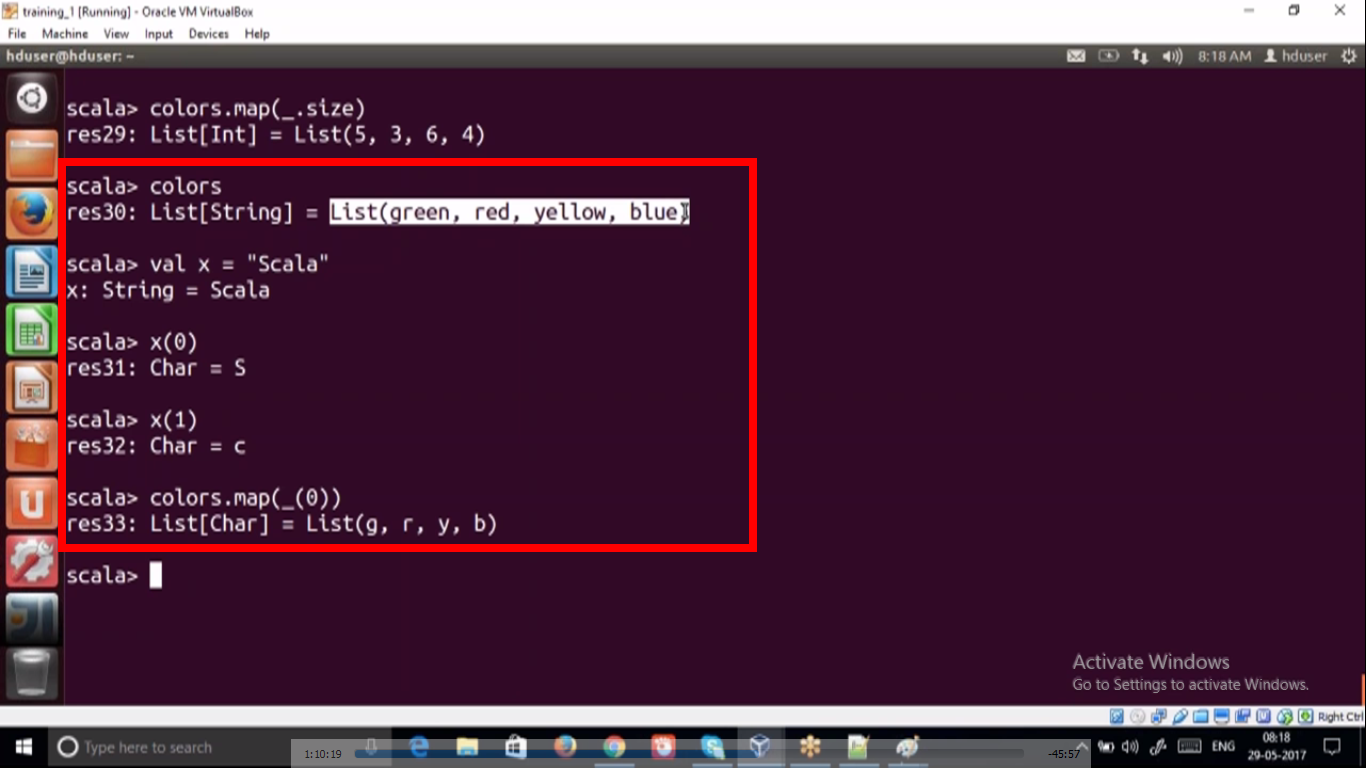 training_1 [Running] - Oracle VM VirtualBox
File Machine View Input Devices Help
hduser@hduser: ~
8:18 AM hduser
scala> colors.map(_.size)
res29: List[Int] = List(5, 3, 6, 4)
scala> colors
res30: List[String] = List(green, red, yellow, blue)
scala> val x = "Scala"
x: String = Scala
scala> x(0)
res31: Char = S
scala> x(1)
res32: Char = c
scala> colors.map(_(0))
res33: List[Char] = List(g, r, y, b)
scala>
Activate Windows
Go to Settings to activate Windows.
Right Ctrl
Type here to search
1:10:19
-45:57
ENG
08:18
29-05-2017